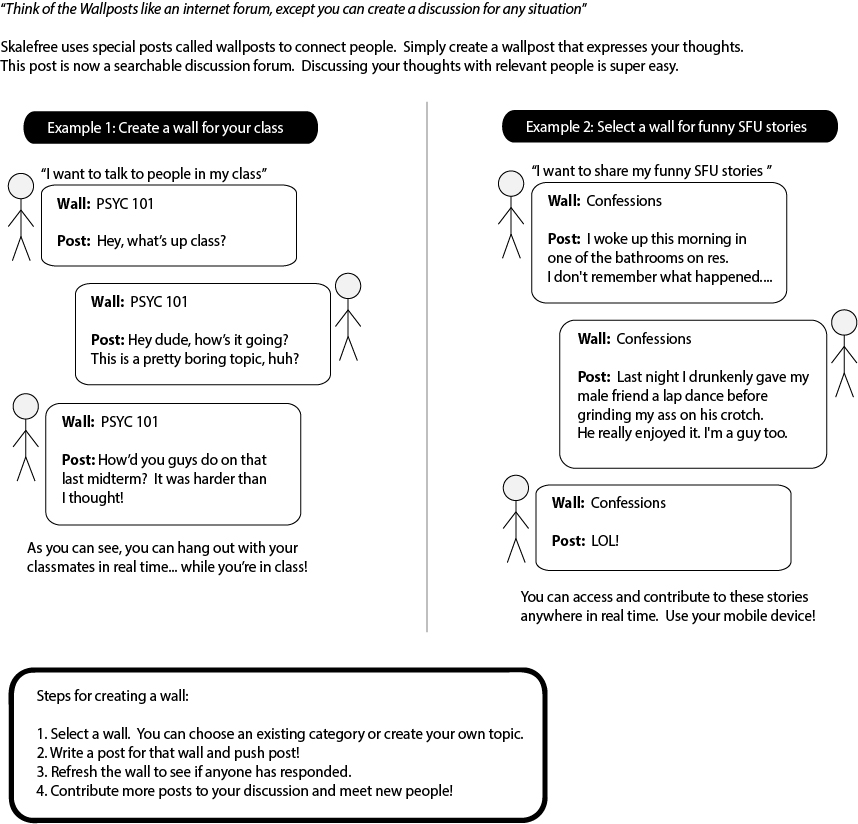 “Think of the Wallposts like an internet forum, except you can create a discussion for any situation”
Skalefree uses special posts called wallposts to connect people.  Simply create a wallpost that expresses your thoughts.
This post is now a searchable discussion forum.  Discussing your thoughts with relevant people is super easy.
Example 1: Create a wall for your class
“I want to talk to people in my class”
Wall:  PSYC 101
Post:  Hey, what’s up class?
Wall:  PSYC 101
Post: Hey dude, how’s it going?
This is a pretty boring topic, huh?
Wall:  PSYC 101
Post: How’d you guys do on that
last midterm?  It was harder than
I thought!
As you can see, you can hang out with your
classmates in real time... while you’re in class!
Example 2: Select a wall for funny SFU stories
“I want to share my funny SFU stories ”
Wall:  Confessions
Post:  I woke up this morning in
one of the bathrooms on res.
I don't remember what happened....
Wall:  Confessions
Post:  Last night I drunkenly gave my
male friend a lap dance before
grinding my ass on his crotch.
He really enjoyed it. I'm a guy too.
Wall:  Confessions
Post:  LOL!
You can access and contribute to these stories
anywhere in real time.  Use your mobile device!
Steps for creating a wall:
1. Select a wall.  You can choose an existing category or create your own topic.
2. Write a post for that wall and push post!
3. Refresh the wall to see if anyone has responded.
4. Contribute more posts to your discussion and meet new people!